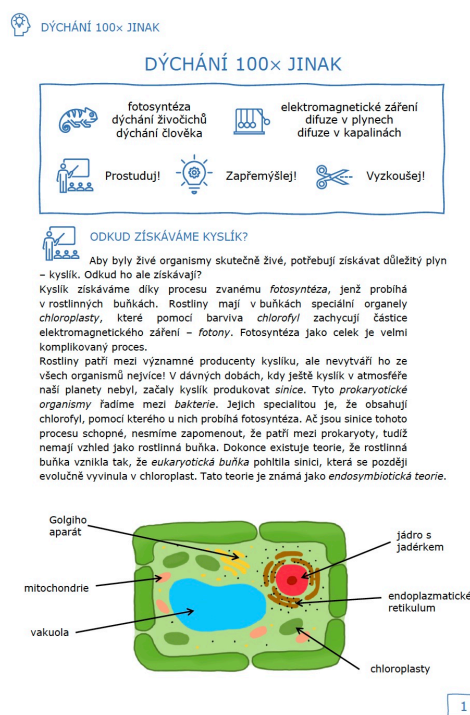 DÝCHÁNÍ 100× JINAK
DÝCHÁNÍ 100× JINAK
fotosyntéza
dýchání živočichů
dýchání člověka
elektromagnetické záření
difuze v plynech
difuze v kapalinách
Prostuduj!
Zapřemýšlej!
Vyzkoušej!
ODKUD ZÍSKÁVÁME KYSLÍK?
Aby byly živé organismy skutečně živé, potřebují získávat důležitý plyn
– kyslík. Odkud ho ale získávají?
Kyslík získáváme díky procesu zvanému fotosyntéza, jenž probíhá
v rostlinných buňkách. Rostliny mají v buňkách speciální organely
chloroplasty, které pomocí barviva chlorofyl zachycují částice
elektromagnetického záření – fotony. Fotosyntéza jako celek je velmi
komplikovaný proces.
Rostliny patří mezi významné producenty kyslíku, ale nevytváří ho ze
všech organismů nejvíce! V dávných dobách, kdy ještě kyslík v atmosféře
naší planety nebyl, začaly kyslík produkovat sinice. Tyto prokaryotické
organismy řadíme mezi bakterie. Jejich specialitou je, že obsahují
chlorofyl, pomocí kterého u nich probíhá fotosyntéza. Ač jsou sinice tohoto
procesu schopné, nesmíme zapomenout, že patří mezi prokaryoty, tudíž
nemají vzhled jako rostlinná buňka. Dokonce existuje teorie, že rostlinná
buňka vznikla tak, že eukaryotická buňka pohltila sinici, která se později
evolučně vyvinula v chloroplast. Tato teorie je známá jako endosymbiotická teorie.
Golgiho
aparát
jádro s
jadérkem
mitochondrie
endoplazmatické
retikulum
vakuola
chloroplasty
1